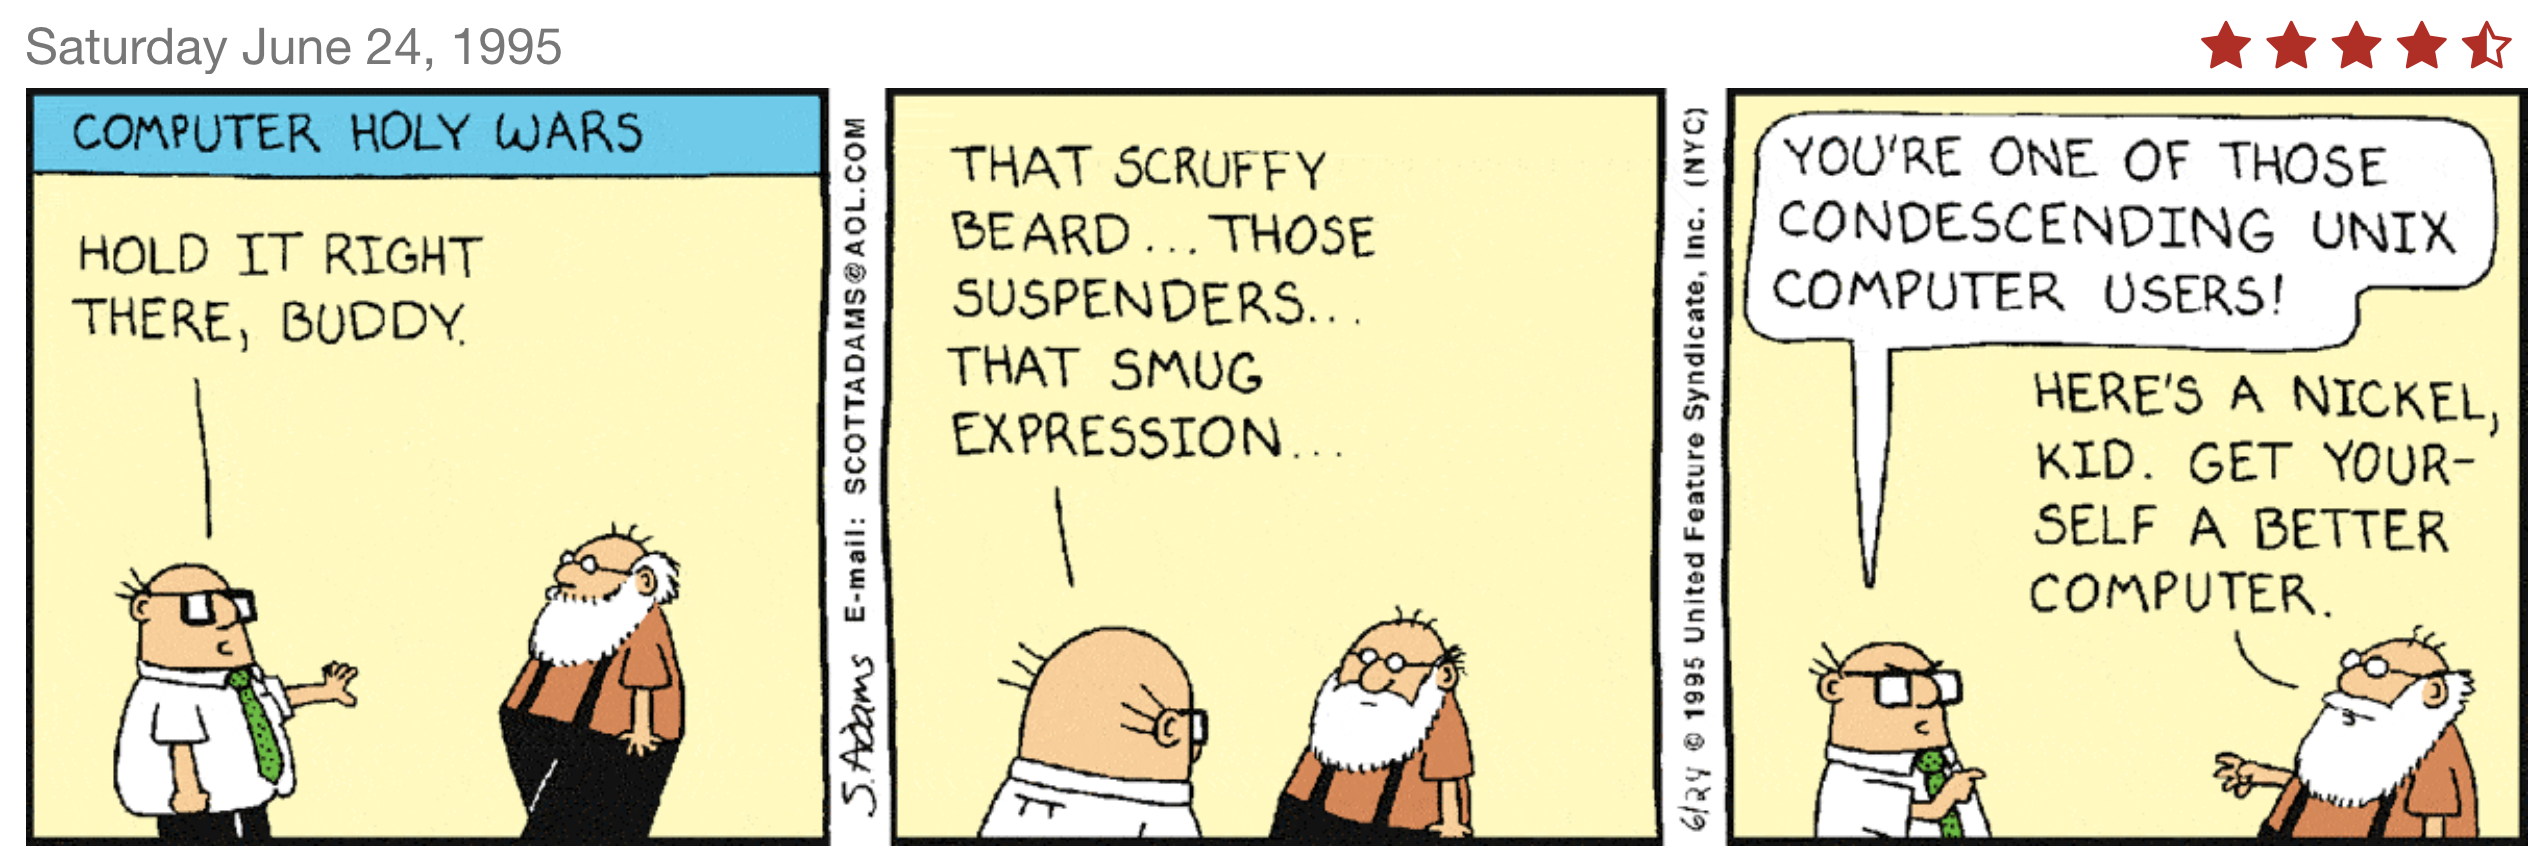 Saturday June 24, 1995
COMPUTER HOLY WARS
HOLD IT RIGHT
THERE, BUDDY.
S. Adams E-mail: SCOTTADAMS@AOL.COM
THAT SCRUFFY
BEARD... THOSE
SUSPENDERS...
THAT SMUG
EXPRESSION...
6/24 © 1995 United Feature Syndicate, Inc. (NYC)
YOU'RE ONE OF THOSE
CONDESCENDING UNIX
COMPUTER USERS!
HERE'S A NICKEL,
KID. GET YOUR-
SELF A BETTER
COMPUTER.